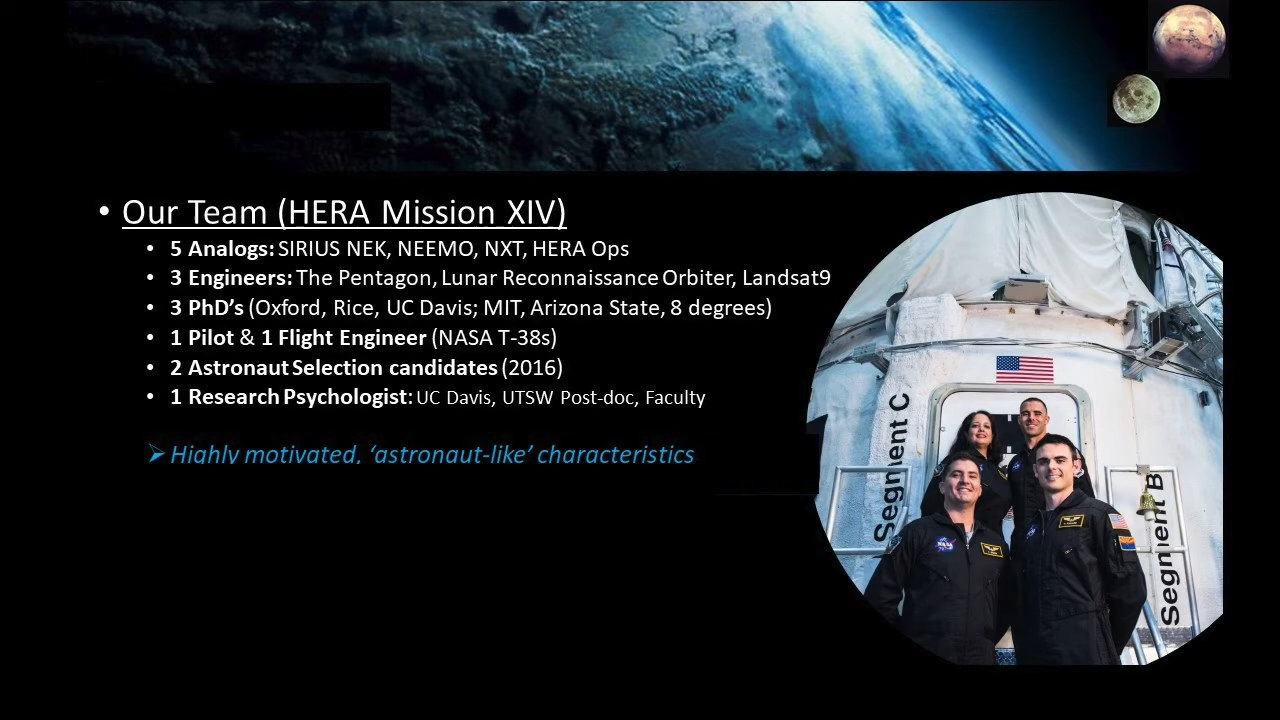 • Our Team (HERA Mission XIV)
• 5 Analogs: SIRIUS NEK, NEEMO, NXT, HERA Ops
• 3 Engineers: The Pentagon, Lunar Reconnaissance Orbiter, Landsat9
• 3 PhD's (Oxford, Rice, UC Davis; MIT, Arizona State, 8 degrees)
• 1 Pilot & 1 Flight Engineer (NASA T-38s)
• 2 Astronaut Selection candidates (2016)
• 1 Research Psychologist: UC Davis, UTSW Post-doc, Faculty
➢ Highly motivated, ‘astronaut-like’ characteristics
Segment C
Segment B
NASA